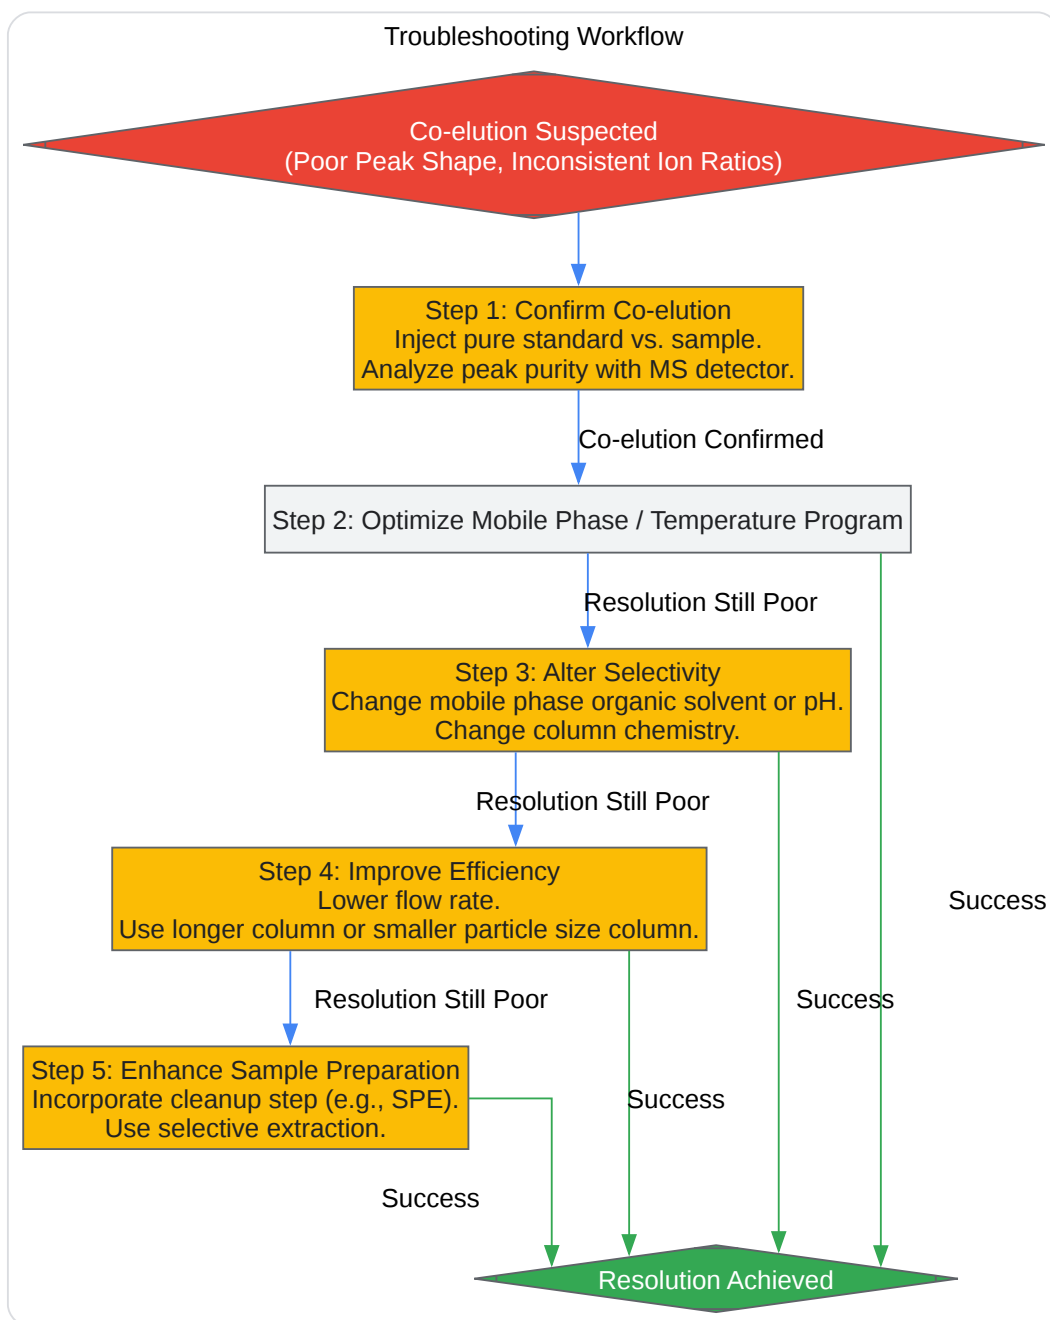 Troubleshooting Workflow
Co-elution Suspected
(Poor Peak Shape, Inconsistent Ion Ratios)
Step 1: Confirm Co-elution
Inject pure standard vs. sample.
Analyze peak purity with MS detector.
Co-elution Confirmed
Step 2: Optimize Mobile Phase / Temperature Program
Resolution Still Poor
Step 3: Alter Selectivity
Change mobile phase organic solvent or pH.
Change column chemistry.
Resolution Still Poor
Step 4: Improve Efficiency
Lower flow rate.
Use longer column or smaller particle size column.
Success
Resolution Still Poor
Success
Step 5: Enhance Sample Preparation
Incorporate cleanup step (e.g., SPE).
Use selective extraction.
Success
Success
Resolution Achieved